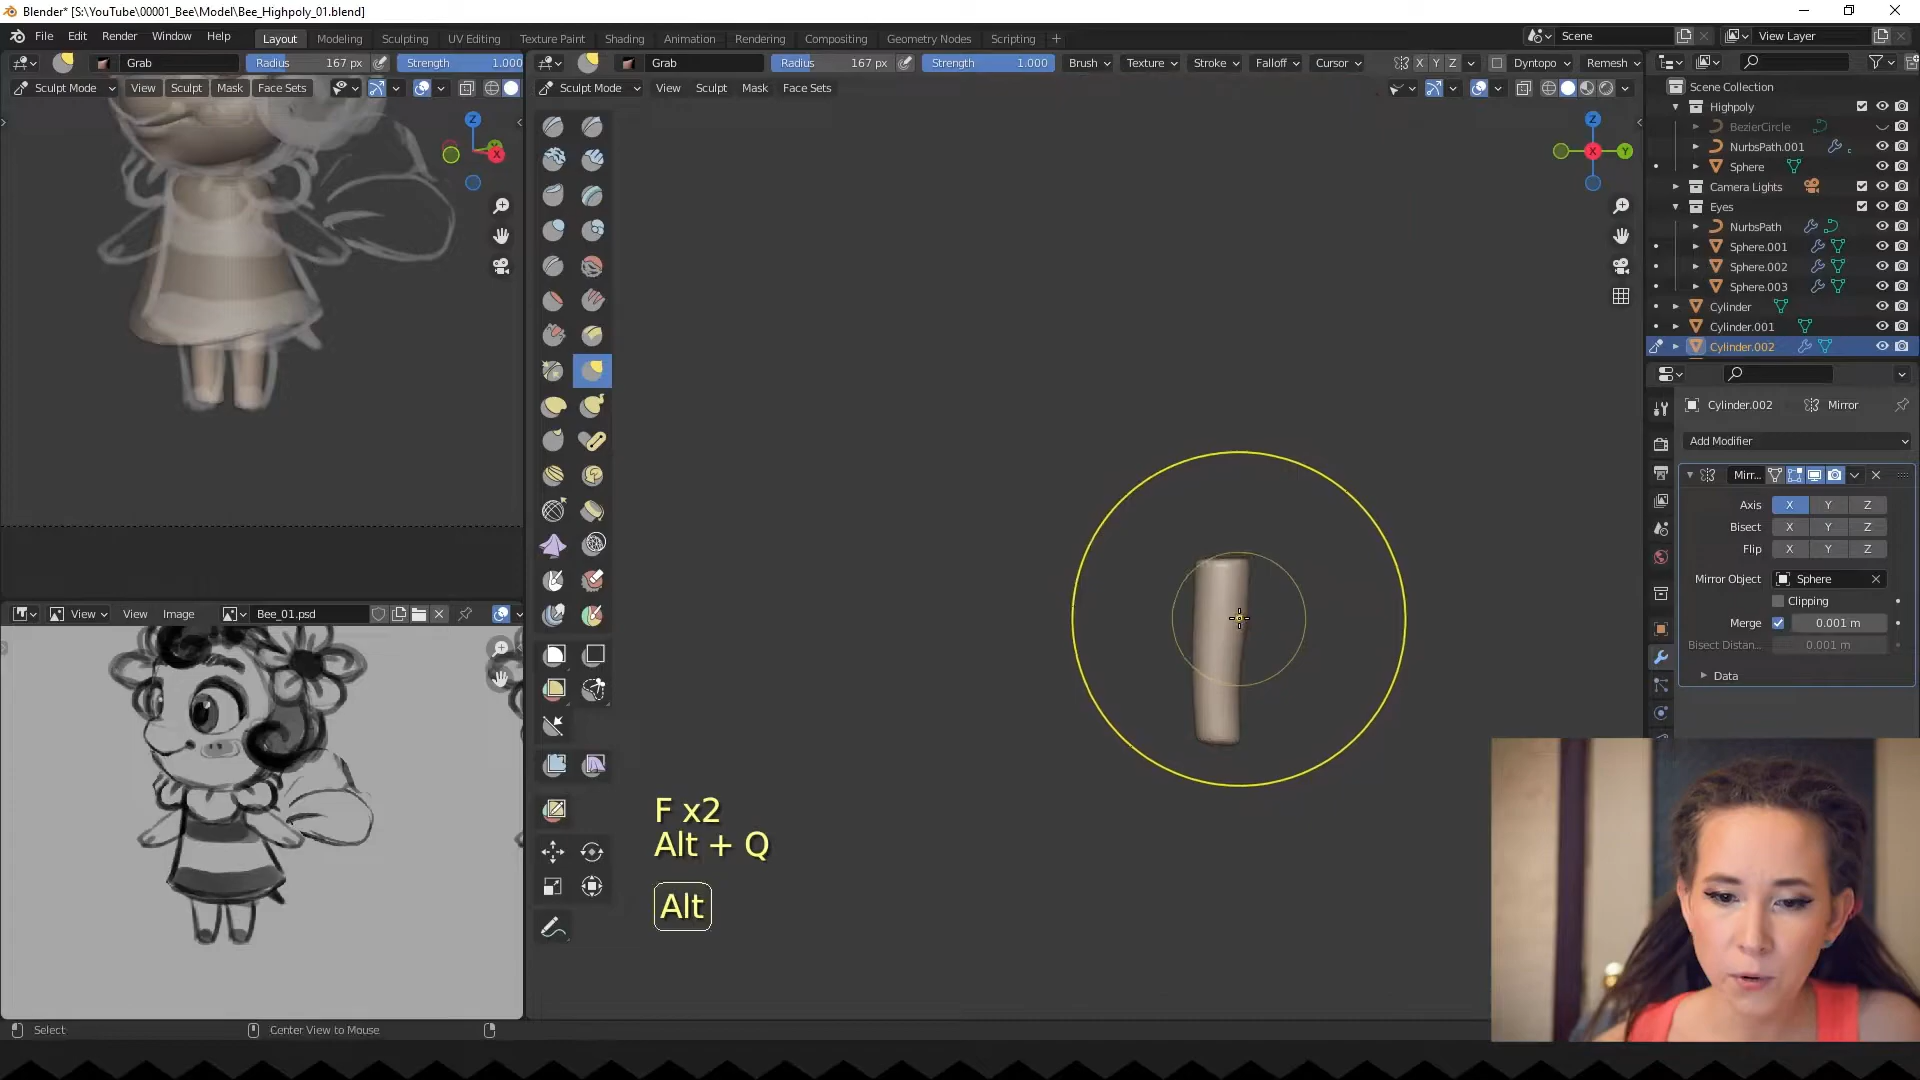 Blender* [S:\YouTube\00001_Bee\Model\Bee_Highpoly_01.blend]
File Edit Render Window Help Layout Modeling Sculpting UV Editing Texture Paint Shading Animation Rendering Compositing Geometry Nodes Scripting + Scene View Layer
Grab Radius 167 px Strength 1.000
Grab Radius 167 px Strength 1.000 Brush Texture Stroke Falloff Cursor X Y Z Dyntopo Remesh
Sculpt Mode View Sculpt Mask Face Sets
Sculpt Mode View Sculpt Mask Face Sets
Z
X
Z
X
Y
Scene Collection
Highpoly
BezierCircle
NurbsPath.001
Sphere
Camera Lights
Eyes
NurbsPath
Sphere.001
Sphere.002
Sphere.003
Cylinder
Cylinder.001
Cylinder.002
Cylinder.002 Mirror
Add Modifier
Mirr...
Axis X Y Z
Bisect X Y Z
Flip X Y Z
Mirror Object Sphere
Clipping
Merge 0.001 m
Bisect Distan... 0.001 m
Data
View View Image Bee_01.psd
F x2
Alt + Q
Alt
Select Center View to Mouse